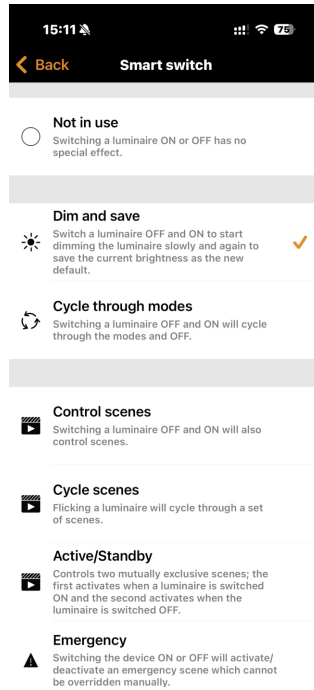 15:11
75
Back
Smart switch
Not in use
Switching a luminaire ON or OFF has no
special effect.
Dim and save
Switch a luminaire OFF and ON to start
dimming the luminaire slowly and again to
save the current brightness as the new
default.
Cycle through modes
Switching a luminaire OFF and ON will cycle
through the modes and OFF.
Control scenes
Switching a luminaire OFF and ON will also
control scenes.
Cycle scenes
Flicking a luminaire will cycle through a set
of scenes.
Active/Standby
Controls two mutually exclusive scenes; the
first activates when a luminaire is switched
ON and the second activates when the
luminaire is switched OFF.
Emergency
Switching the device ON or OFF will activate/
deactivate an emergency scene which cannot
be overridden manually.